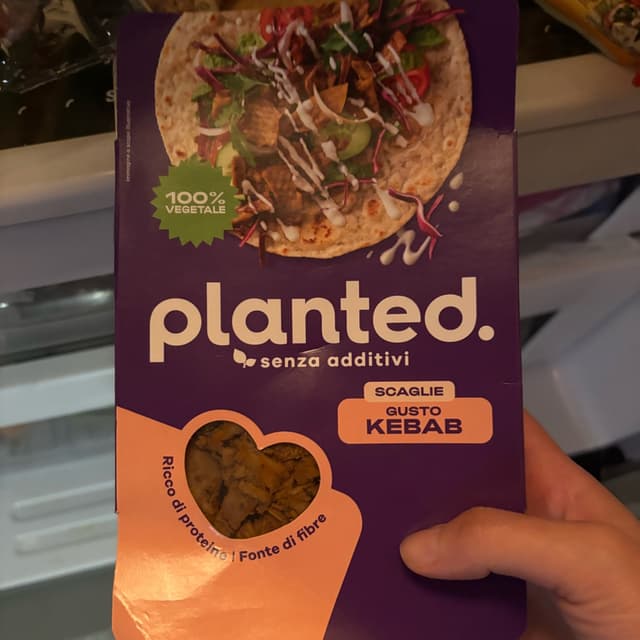 100%
VEGETALE
planted.
senza additivi
SCAGLIE
GUSTO
KEBAB
Ricco di proteine | Fonte di fibre